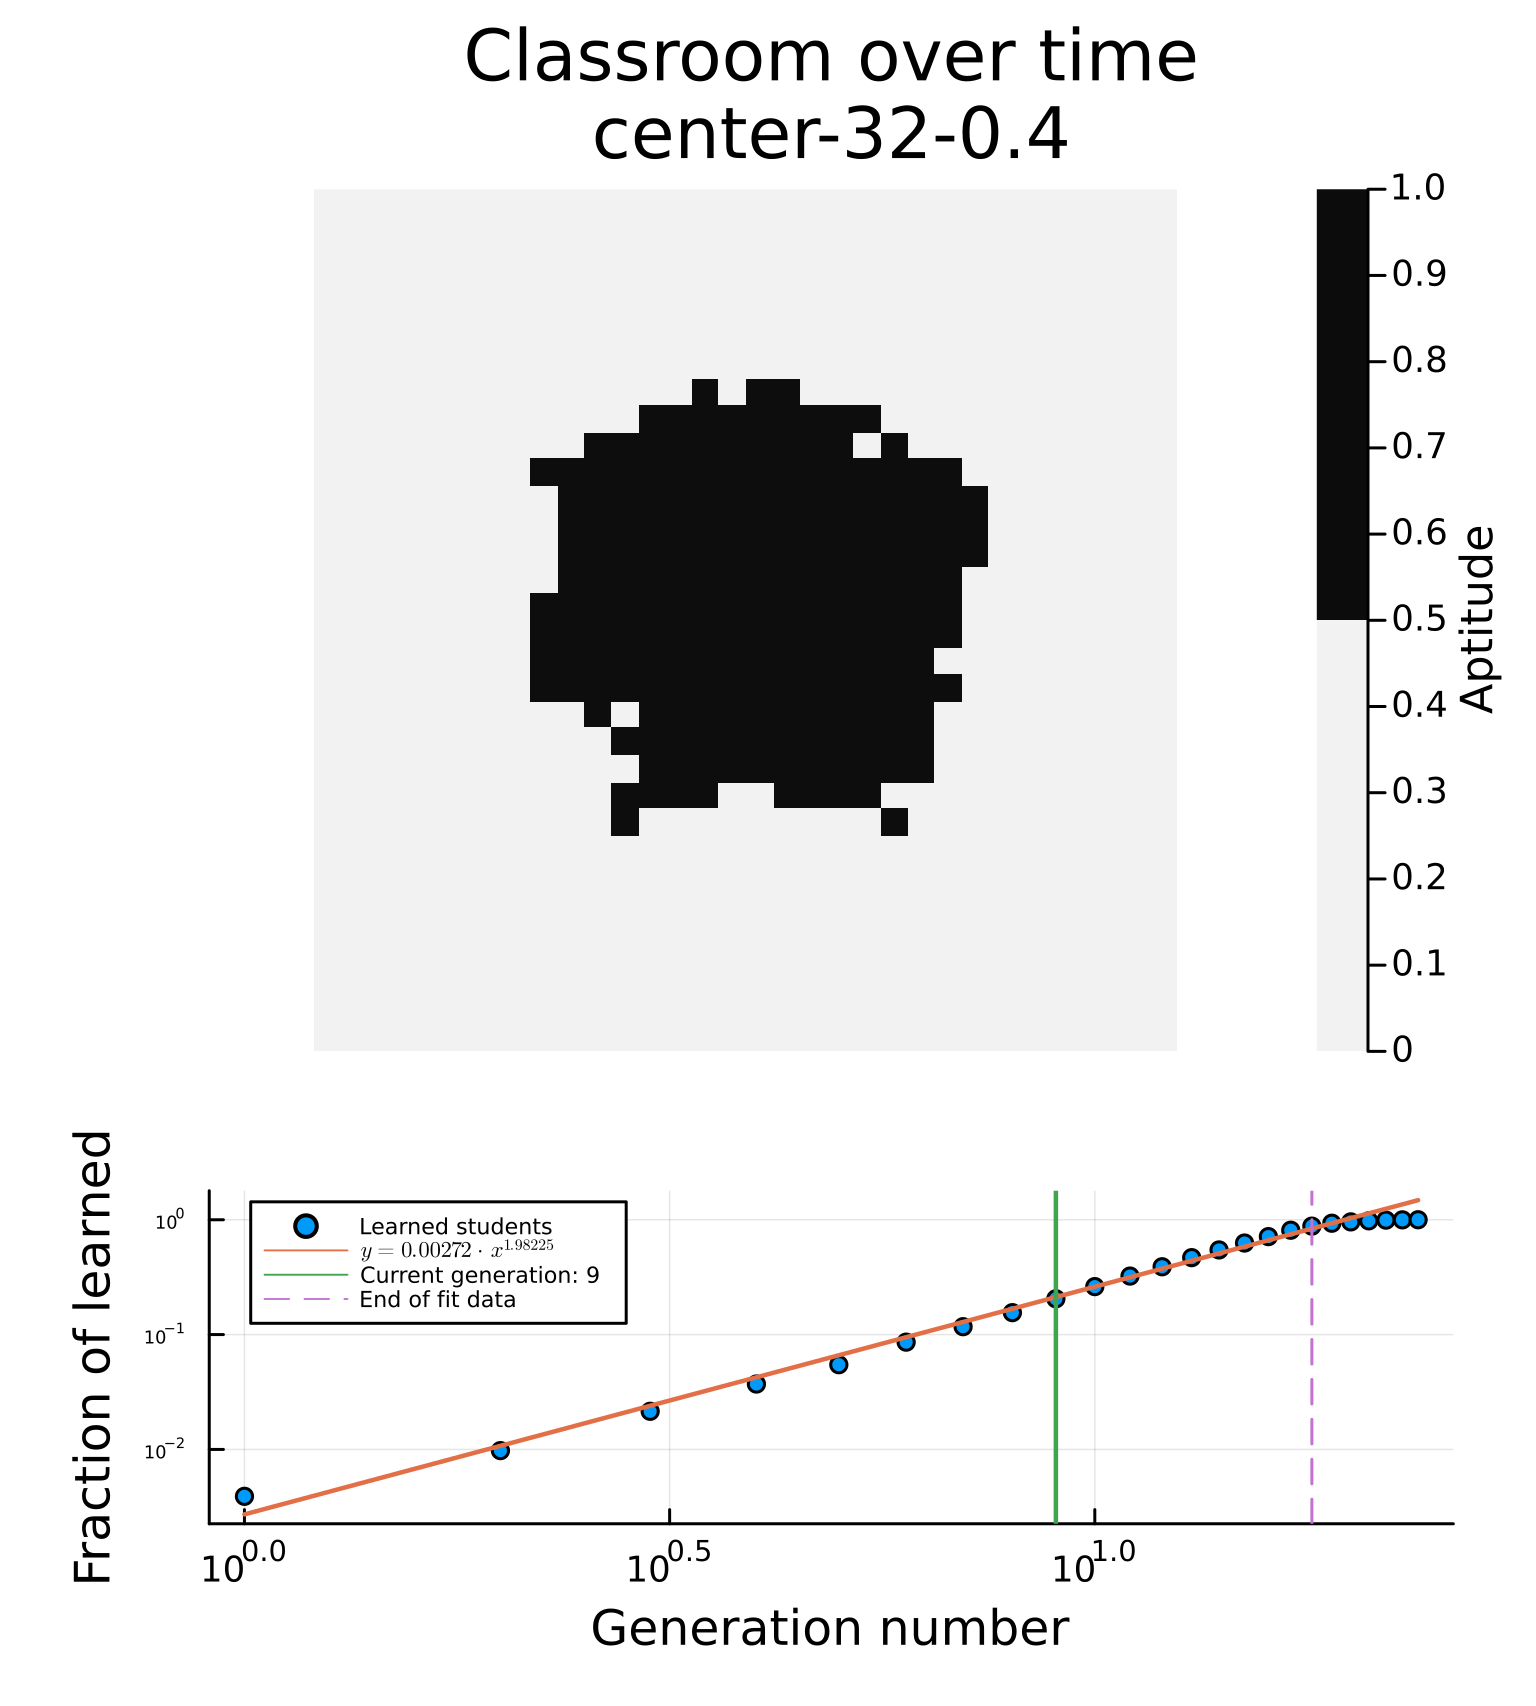 Classroom over time
center-32-0.4
1.0
0.9
0.8
0.7
0.6
0.5
0.4
0.3
0.2
0.1
0
Aptitude
Fraction of learned
10⁰
10⁻¹
10⁻²
Learned students
y = 0.00272 · x^1.98225
Current generation: 9
End of fit data
10^0.0
10^0.5
10^1.0
Generation number